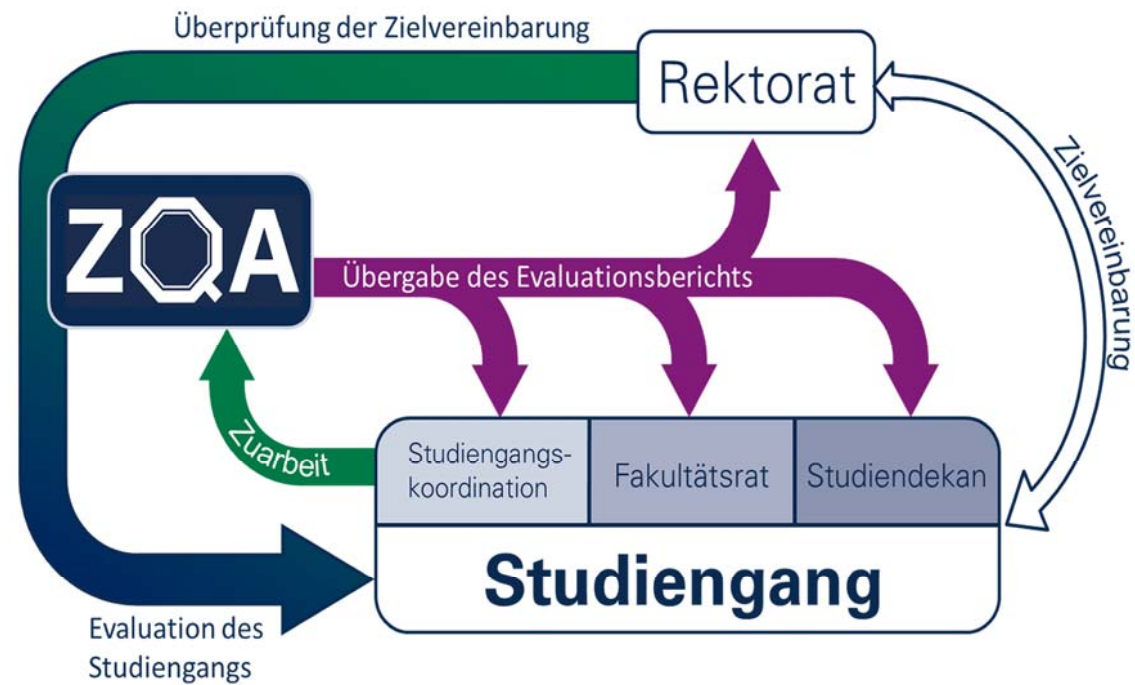 Überprüfung der Zielvereinbarung
Rektorat
Zielvereinbarung
ZQA
Übergabe des Evaluationsberichts
Zuarbeit
Studiengangs-
koordination
Fakultätsrat
Studiendekan
Studiengang
Evaluation des
Studiengangs